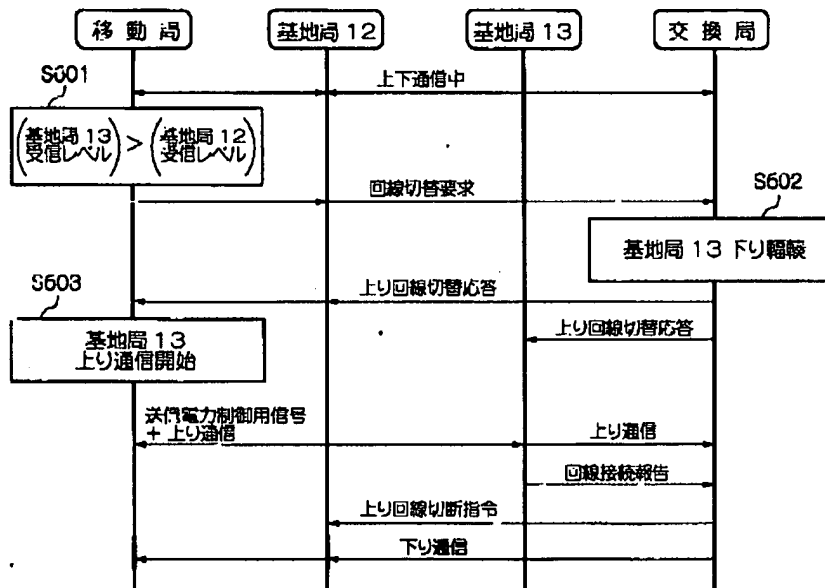 移動局
基地局12
基地局13
交換局
上下通信中
S601
(基地局13
受信レベル) > (基地局12
受信レベル)
回線切替要求
S602
基地局13 下り輻輳
上り回線切替応答
S603
上り回線切替応答
基地局13
上り通信開始
送信電力制御用信号
+ 上り通信
上り通信
回線接続報告
上り回線切断指令
下り通信